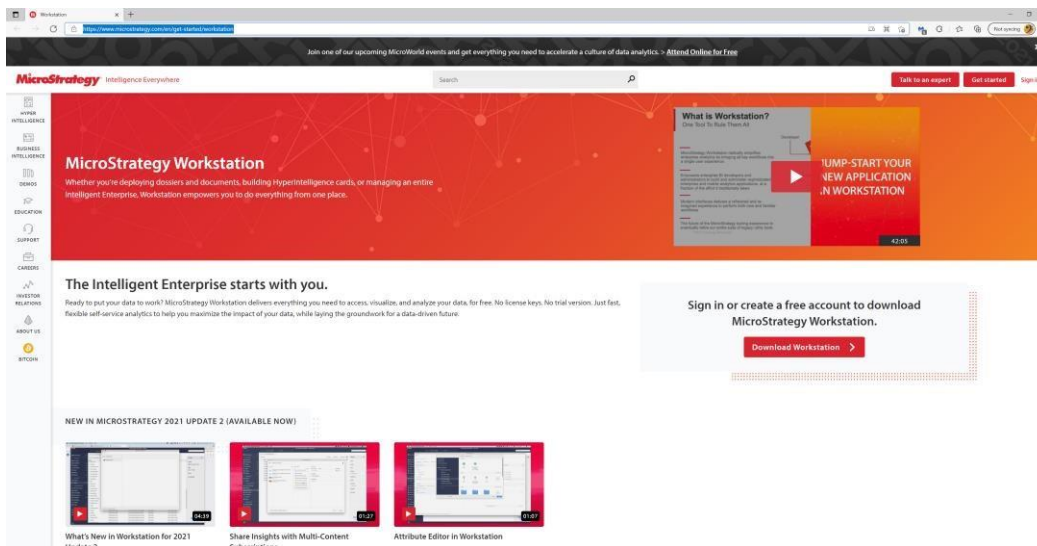 Workstation
https://www.microstrategy.com/en/get-started/workstation
Not syncing
Join one of our upcoming MicroWorld events and get everything you need to accelerate a culture of data analytics. > Attend Online for Free
MicroStrategy Intelligence Everywhere
Search
Talk to an expert
Get started
Sign
HYPER
INTELLIGENCE
BUSINESS
INTELLIGENCE
DEMOS
EDUCATION
SUPPORT
CAREERS
INVESTOR
RELATIONS
ABOUT US
BITCOIN
MicroStrategy Workstation
Whether you're deploying dossiers and documents, building Hyperintelligence cards, or managing an entire
Intelligent Enterprise, Workstation empowers you to do everything from one place.
What is Workstation?
One Tool To Rule Them All
JUMP-START YOUR
NEW APPLICATION
IN WORKSTATION
42:05
The Intelligent Enterprise starts with you.
Ready to put your data to work? MicroStrategy Workstation delivers everything you need to access, visualize, and analyze your data, for free. No license keys. No trial version. Just fast,
flexible self-service analytics to help you maximize the impact of your data, while laying the groundwork for a data-driven future.
Sign in or create a free account to download
MicroStrategy Workstation.
Download Workstation
NEW IN MICROSTRATEGY 2021 UPDATE 2 (AVAILABLE NOW)
04:39
01:27
01:07
What's New in Workstation for 2021
Update 2
Share Insights with Multi-Content
Subscriptions
Attribute Editor in Workstation